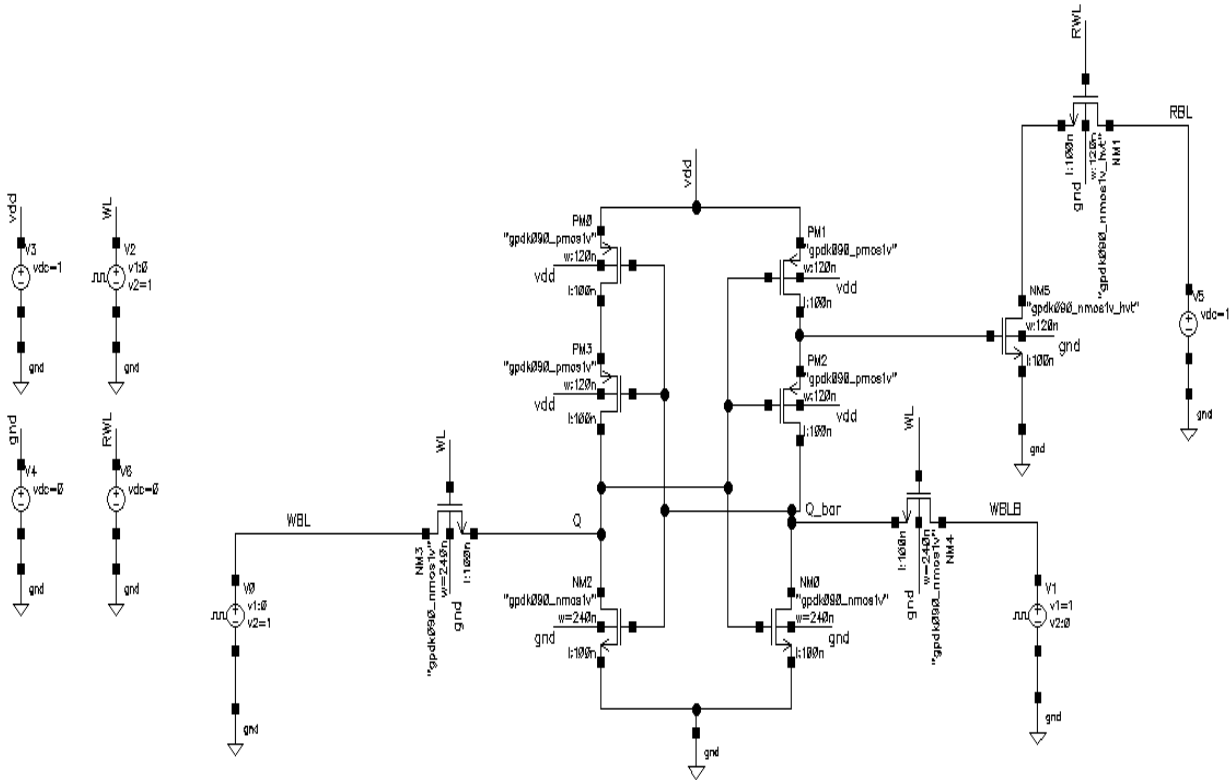 RWL
RBL
l:100n
w:120n
"gpdk090_nmos1v_hvt"
NM1
gnd
vdd
vdd
V3
vdc=1
gnd
WL
V2
v1:0
v2=1
gnd
PM0
"gpdk090_pmos1v"
w:120n
vdd
l:100n
PM1
"gpdk090_pmos1v"
w:120n
vdd
l:100n
NM5
"gpdk090_nmos1v_hvt"
w:120n
gnd
l:100n
gnd
V5
vdc=1
gnd
PM3
"gpdk090_pmos1v"
w:120n
vdd
l:100n
PM2
"gpdk090_pmos1v"
w:120n
vdd
l:100n
gnd
V4
vdc=0
gnd
RWL
V6
vdc=0
gnd
WL
WBL
NM3
"gpdk090_nmos1v"
w=240n
l:100n
gnd
Q
Q_bar
WL
l:100n
w=240n
"gpdk090_nmos1v"
NM4
gnd
WBLB
V0
v1:0
v2=1
gnd
NM2
"gpdk090_nmos1v"
w=240n
gnd
l:100n
NM0
"gpdk090_nmos1v"
w=240n
gnd
l:100n
V1
v1=1
v2:0
gnd
gnd